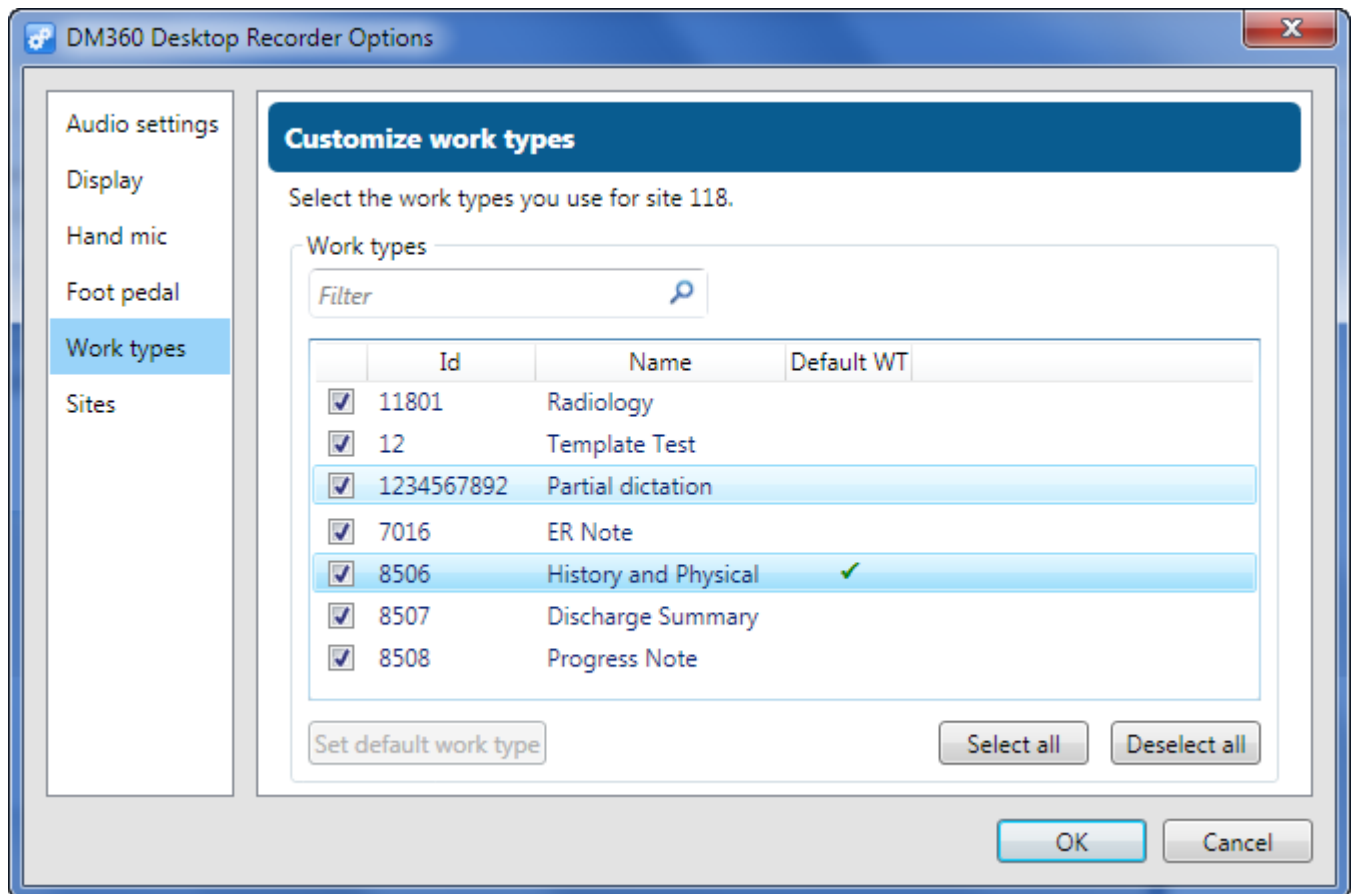 DM360 Desktop Recorder Options
Audio settings
Display
Hand mic
Foot pedal
Work types
Sites
Customize work types
Select the work types you use for site 118.
Work types
Filter
Id Name Default WT
11801 Radiology
12 Template Test
1234567892 Partial dictation
7016 ER Note
8506 History and Physical ✔
8507 Discharge Summary
8508 Progress Note
Set default work type Select all Deselect all
OK Cancel